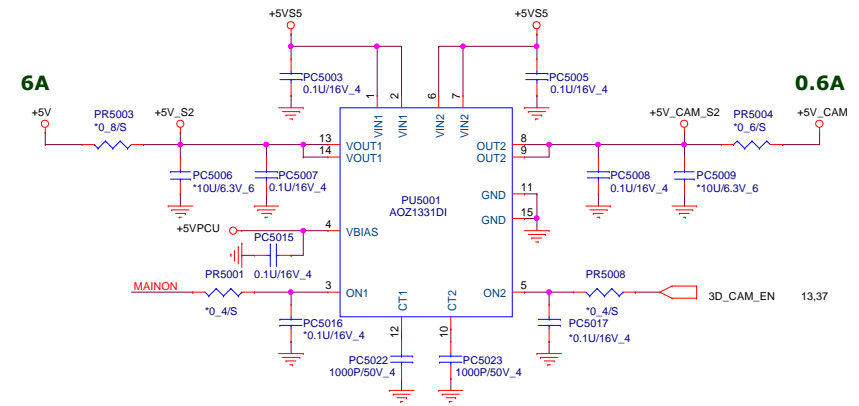 +5VS5
+5VS5
6A
0.6A
PC5003
0.1U/16V_4
PC5005
0.1U/16V_4
1
2
6
7
VIN1
VIN1
VIN2
VIN2
+5V
PR5003
*0_8/S
+5V_S2
+5V_CAM_S2
PR5004
*0_6/S
+5V_CAM
13
VOUT1
14
VOUT1
8
OUT2
9
OUT2
PC5006
*10U/6.3V_6
PC5007
0.1U/16V_4
PC5008
0.1U/16V_4
PC5009
*10U/6.3V_6
PU5001
AOZ1331DI
11
GND
15
GND
+5VPCU
4
VBIAS
PC5015
0.1U/16V_4
MAINON
PR5001
*0_4/S
3
ON1
5
ON2
PR5008
*0_4/S
3D_CAM_EN 13,37
CT1
CT2
PC5016
*0.1U/16V_4
PC5017
*0.1U/16V_4
12
10
PC5022
1000P/50V_4
PC5023
1000P/50V_4